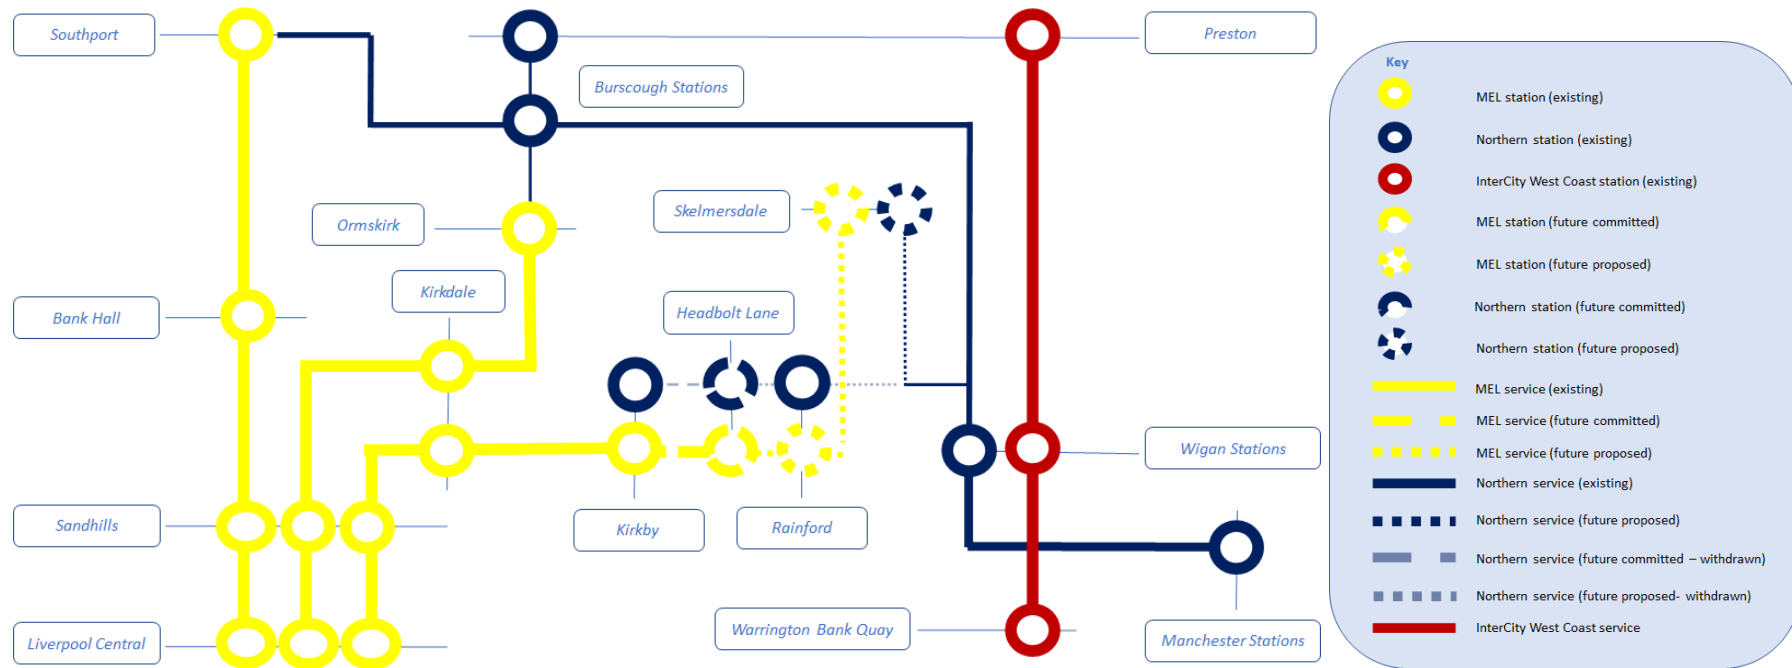 Southport
Preston
Burscough Stations
Skelmersdale
Ormskirk
Kirkdale
Headbolt Lane
Bank Hall
Wigan Stations
Sandhills
Kirkby
Rainford
Liverpool Central
Warrington Bank Quay
Manchester Stations
Key
MEL station (existing)
Northern station (existing)
InterCity West Coast station (existing)
MEL station (future committed)
MEL station (future proposed)
Northern station (future committed)
Northern station (future proposed)
MEL service (existing)
MEL service (future committed)
MEL service (future proposed)
Northern service (existing)
Northern service (future proposed)
Northern service (future committed – withdrawn)
Northern service (future proposed- withdrawn)
InterCity West Coast service